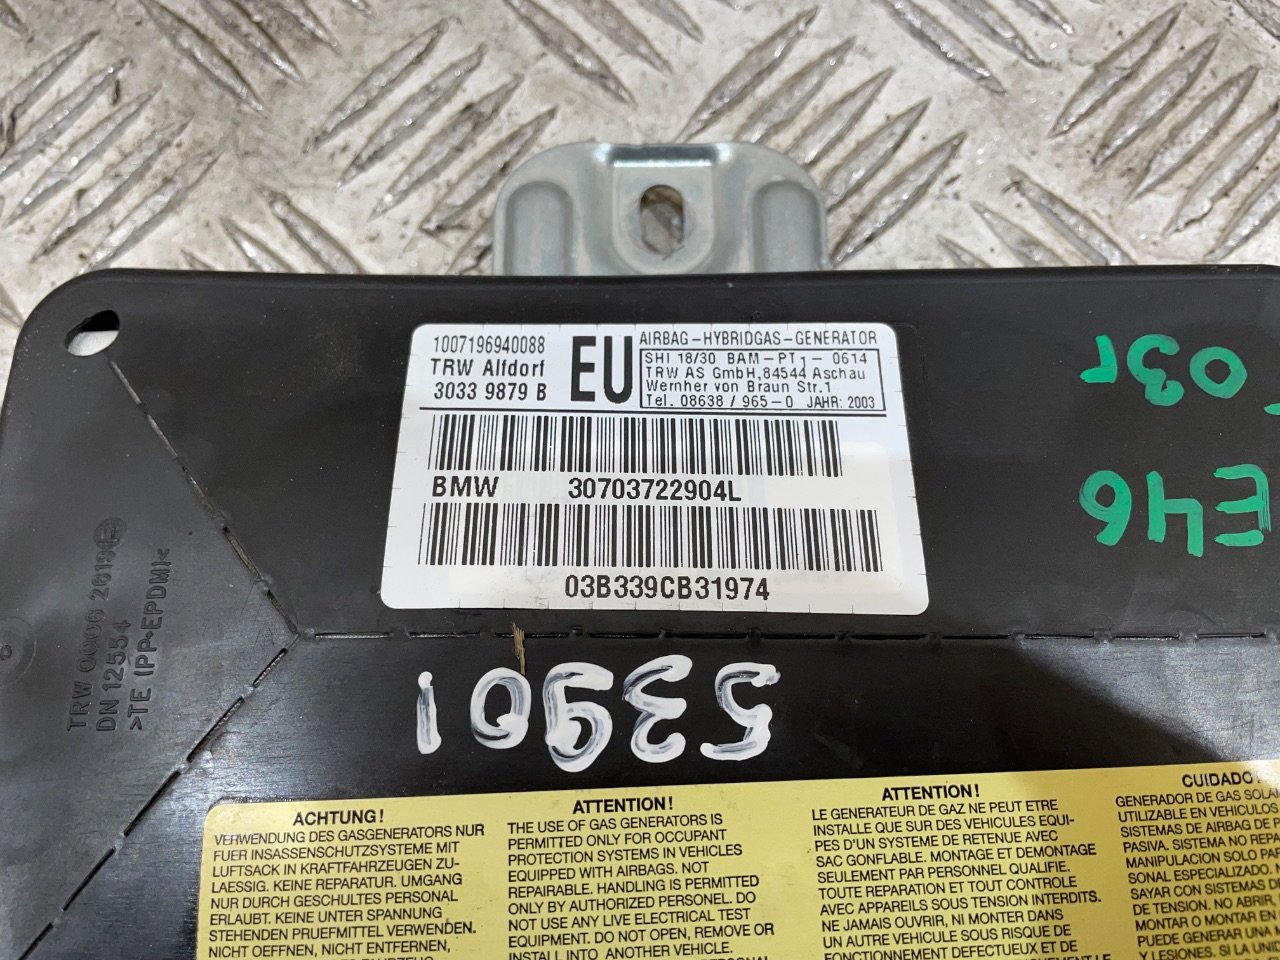 1007196940088
TRW Alfdorf
3033 9879 B
EU
AIRBAG-HYBRIDGAS-GENERATOR
SHI 18/30 BAM-PT1-0614
TRW AS GmbH,84544 Aschau
Wernher von Braun Str.1
Tel. 08638/965-0 JAHR: 2003
BMW 30703722904L
03B339CB31974
03r
E46
53901
TRW 0006 2619
DN 12554
>TE (PP+EPDM)<
ACHTUNG!
VERWENDUNG DES GASGENERATORS NUR
FUER INSASSENSCHUTZSYSTEME MIT
LUFTSACK IN KRAFTFAHRZEUGEN ZU-
LAESSIG. KEINE REPARATUR. UMGANG
NUR DURCH GESCHULTES PERSONAL
ERLAUBT. KEINE UNTER SPANNUNG
STEHENDEN PRUEFMITTEL VERWENDEN.
NICHT OEFFNEN, NICHT ENTFERNEN,
ATTENTION!
THE USE OF GAS GENERATORS IS
PERMITTED ONLY FOR OCCUPANT
PROTECTION SYSTEMS IN VEHICLES
EQUIPPED WITH AIRBAGS. NOT
REPAIRABLE. HANDLING IS PERMITTED
ONLY BY AUTHORIZED PERSONEL. DO
NOT USE ANY LIVE ELECTRICAL TEST
EQUIPMENT. DO NOT OPEN, REMOVE OR
INSTALL INTO ANOTHER VEHICLE.
ATTENTION!
LE GENERATEUR DE GAZ NE PEUT ETRE
INSTALLE QUE SUR DES VEHICULES EQUI-
PES D'UN SYSTEME DE RETENUE AVEC
SAC GONFLABLE. MONTAGE ET DEMONTAGE
SEULEMENT PAR PERSONNEL QUALIFIE.
TOUTE REPARATION ET TOUT CONTROLE
AVEC APPAREILS SOUS TENSION INTERDITS.
NE JAMAIS OUVRIR, NI MONTER DANS
UN AUTRE VEHICULE SOUS RISQUE DE
FONCTIONNEMENT DEFECTUEUX ET DE
CUIDADO!
GENERADOR DE GAS SOLA
UTILIZABLE EN VEHICULOS
SISTEMAS DE AIRBAG DE P
PASIVA. SISTEMA NO REPAR
MANIPULACION SOLO PAR
SONAL ESPECIALIZADO.
SAYAR CON SISTEMAS DE
DE TENSION. NO ABRIR,
MONTAR O MONTAR EN
PUEDE GENERAR UNA M
Y LESIONES. SI LA UNID